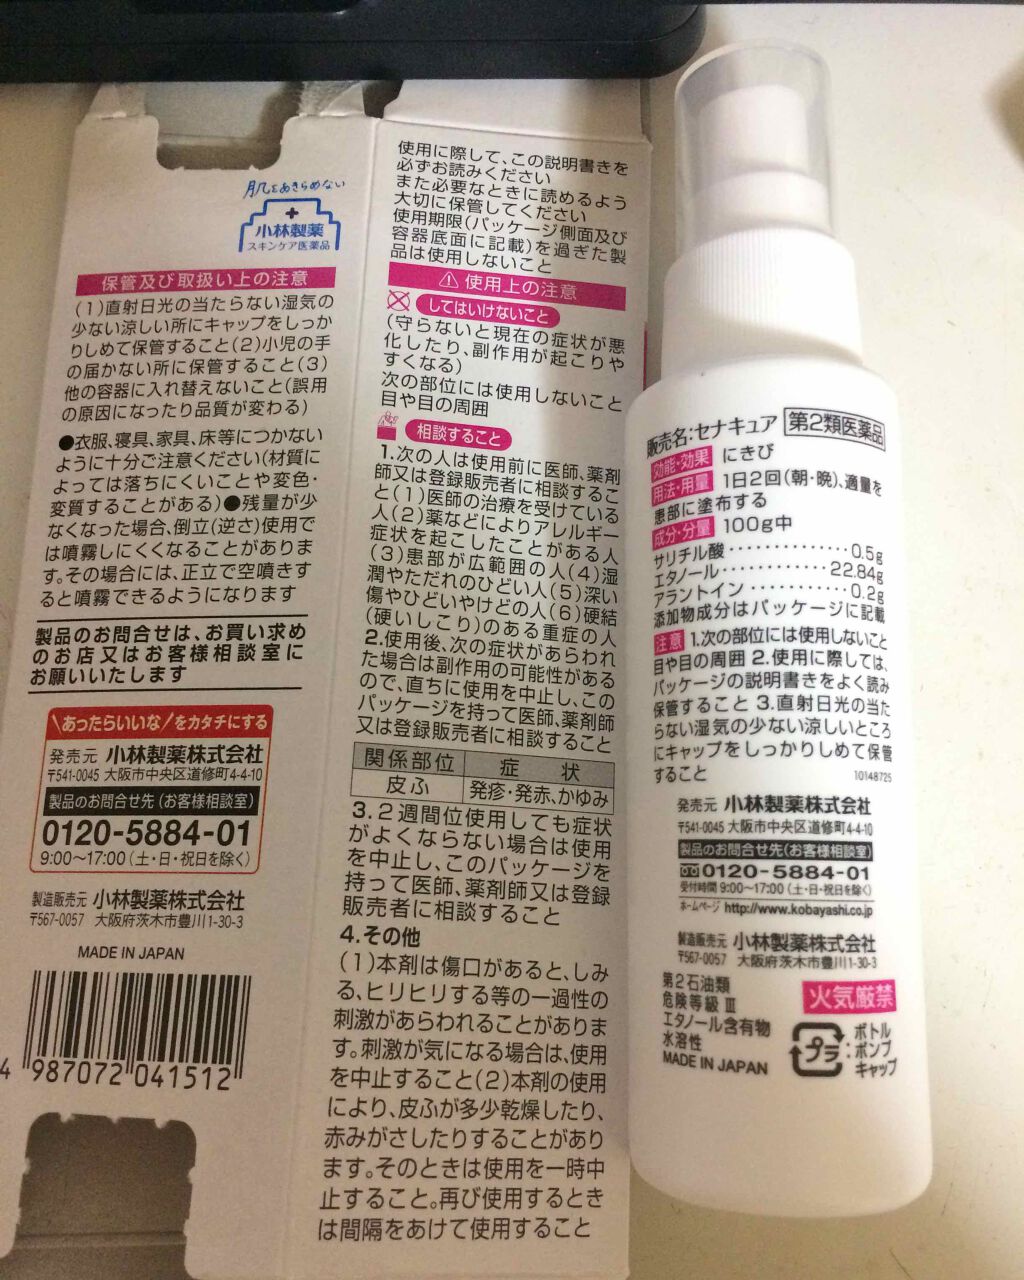 肌をあきらめない
小林製薬
スキンケア医薬品
保管及び取扱い上の注意
(1)直射日光の当たらない湿気の
少ない涼しい所にキャップをしっか
りしめて保管すること(2)小児の手
の届かない所に保管すること(3)
他の容器に入れ替えないこと(誤用
の原因になったり品質が変わる)
●衣服、寝具、家具、床等につかない
ように十分ご注意ください(材質に
よっては落ちにくいことや変色・
変質することがある)●残量が少
なくなった場合、倒立(逆さ)使用で
は噴霧しにくくなることがありま
す。その場合には、正立で空噴きす
ると噴霧できるようになります
製品のお問合せは、お買い求め
のお店又はお客様相談室に
お願いいたします
\あったらいいな/をカタチにする
発売元 小林製薬株式会社
〒541-0045 大阪市中央区道修町4-4-10
製品のお問合せ先(お客様相談室)
0120-5884-01
9:00~17:00(土・日・祝日を除く)
製造販売元 小林製薬株式会社
〒567-0057 大阪府茨木市豊川1-30-3
MADE IN JAPAN
4 987072 041512
使用に際して、この説明書きを
必ずお読みください
また必要なときに読めるよう
大切に保管してください
使用期限(パッケージ側面及び
容器底面に記載)を過ぎた製
品は使用しないこと
使用上の注意
してはいけないこと
(守らないと現在の症状が悪
化したり、副作用が起こりや
すくなる)
次の部位には使用しないこと
目や目の周囲
相談すること
1.次の人は使用前に医師、薬剤
師又は登録販売者に相談するこ
と(1)医師の治療を受けている
人(2)薬などによりアレルギー
症状を起こしたことがある人
(3)患部が広範囲の人(4)湿
潤やただれのひどい人(5)深い
傷やひどいやけどの人(6)硬結
(硬いしこり)のある重症の人
2.使用後、次の症状があらわれ
た場合は副作用の可能性がある
ので、直ちに使用を中止し、この
パッケージを持って医師、薬剤師
又は登録販売者に相談すること
関係部位 症状
皮ふ 発疹・発赤、かゆみ
3.2週間位使用しても症状
がよくならない場合は使用
を中止し、このパッケージを
持って医師、薬剤師又は登録
販売者に相談すること
4.その他
(1)本剤は傷口があると、しみ
る、ヒリヒリする等の一過性の
刺激があらわれることがありま
す。刺激が気になる場合は、使用
を中止すること(2)本剤の使用
により、皮ふが多少乾燥したり、
赤みがさしたりすることがあり
ます。そのときは使用を一時中
止すること。再び使用するとき
は間隔をあけて使用すること
販売名:セナキュア 第2類医薬品
効能・効果 にきび
用法・用量 1日2回(朝・晩)、適量を
患部に塗布する
成分・分量 100g中
サリチル酸・・・・・・・・・・・・・・0.5g
エタノール・・・・・・・・・・・・22.84g
アラントイン・・・・・・・・・・・0.2g
添加物成分はパッケージに記載
注意 1.次の部位には使用しないこと
目や目の周囲 2.使用に際しては、
パッケージの説明書きをよく読み
保管すること 3.直射日光の当た
らない湿気の少ない涼しいところ
にキャップをしっかりしめて保管
すること 10148725
発売元 小林製薬株式会社
〒541-0045 大阪市中央区道修町4-4-10
製品のお問合せ先(お客様相談室)
0120-5884-01
受付時間 9:00~17:00(土・日・祝日を除く)
ホームページ http://www.kobayashi.co.jp
製造販売元 小林製薬株式会社
〒567-0057 大阪府茨木市豊川1-30-3
第2石油類
危険等級Ⅲ
エタノール含有物
水溶性
MADE IN JAPAN
火気厳禁
プラ
:ボトル
ポンプ
キャップ